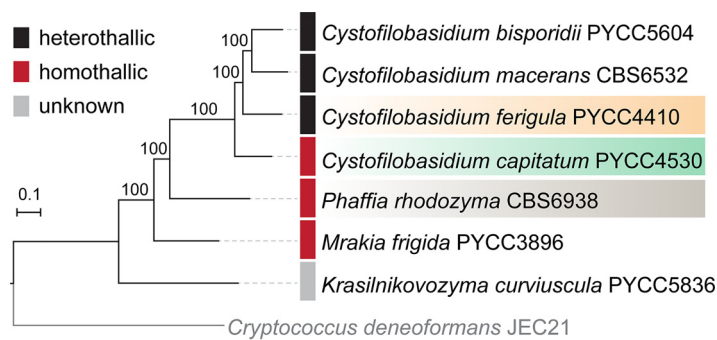 heterothallic
homothallic
unknown
0.1
100
100
100
100
100
Cystofilobasidium bisporidii PYCC5604
Cystofilobasidium macerans CBS6532
Cystofilobasidium ferigula PYCC4410
Cystofilobasidium capitatum PYCC4530
Phaffia rhodozyma CBS6938
Mrakia frigida PYCC3896
Krasilnikovozyma curviuscula PYCC5836
Cryptococcus deneoformans JEC21